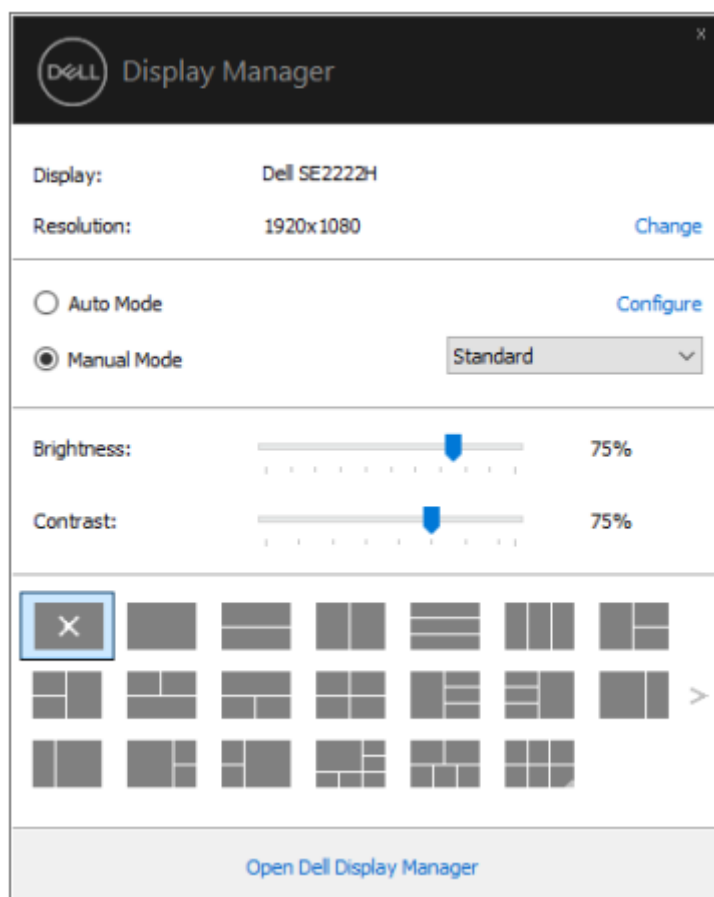 x
DELL Display Manager
Display: Dell SE2222H
Resolution: 1920x1080 Change
Auto Mode Configure
Manual Mode Standard
Brightness: 75%
Contrast: 75%
Open Dell Display Manager